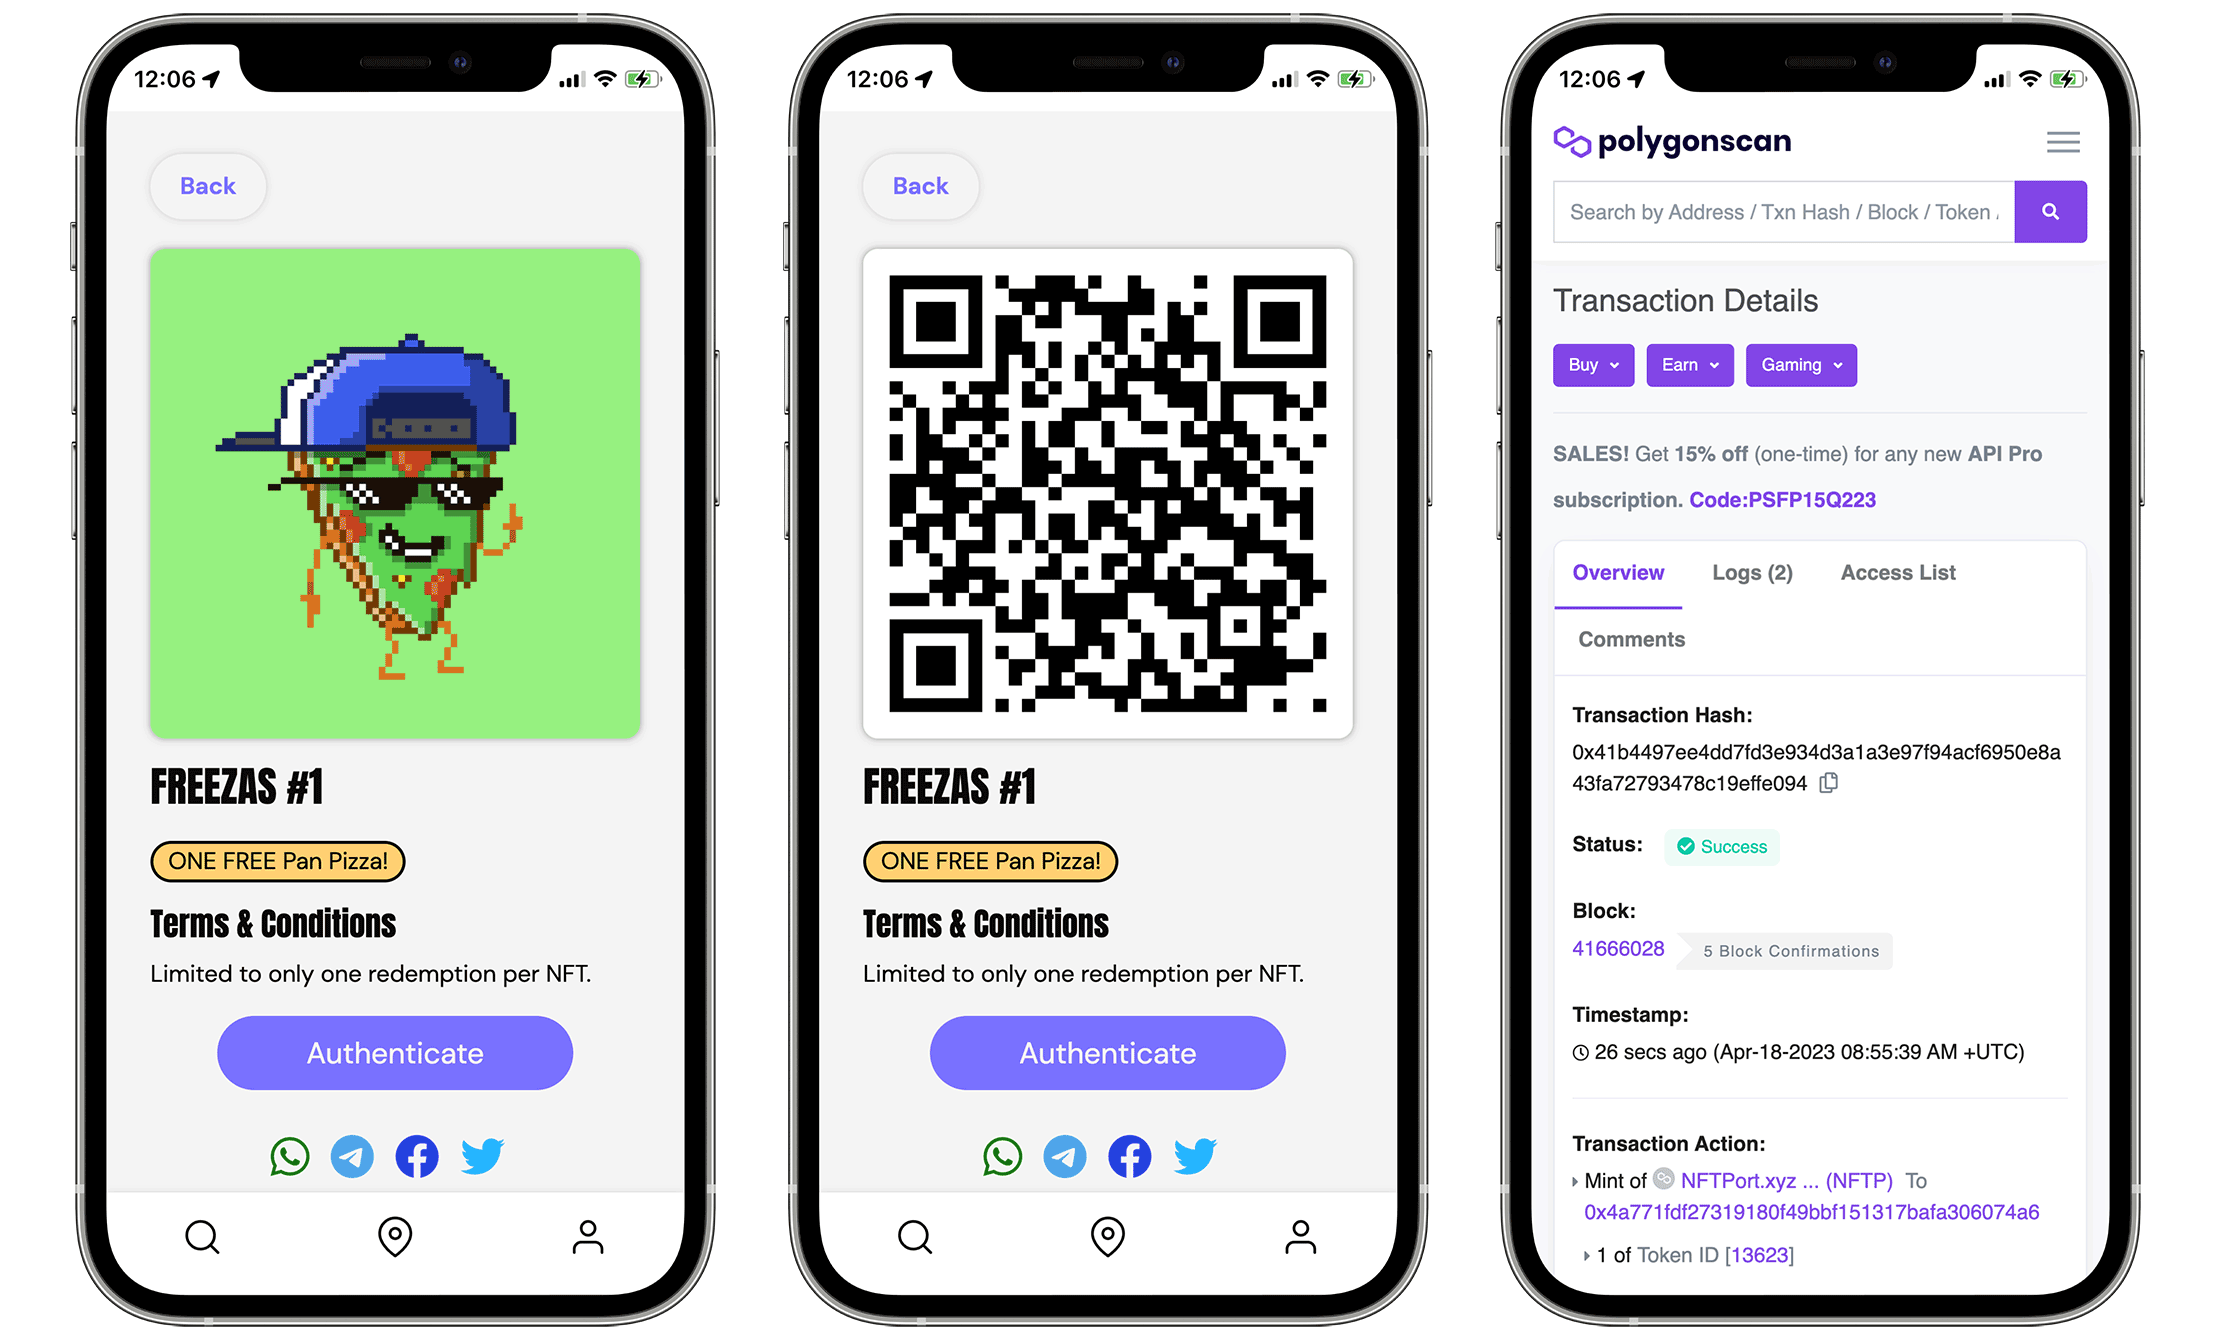 12:06
Back
FREEZAS #1
ONE FREE Pan Pizza!
Terms & Conditions
Limited to only one redemption per NFT.
Authenticate
12:06
Back
FREEZAS #1
ONE FREE Pan Pizza!
Terms & Conditions
Limited to only one redemption per NFT.
Authenticate
12:06
polygonscan
Search by Address / Txn Hash / Block / Token
Transaction Details
Buy Earn Gaming
SALES! Get 15% off (one-time) for any new API Pro
subscription. Code:PSFP15Q223
Overview Logs (2) Access List
Comments
Transaction Hash:
0x41b4497ee4dd7fd3e934d3a1a3e97f94acf6950e8a
43fa72793478c19effe094
Status: Success
Block:
41666028 5 Block Confirmations
Timestamp:
26 secs ago (Apr-18-2023 08:55:39 AM +UTC)
Transaction Action:
Mint of NFTPort.xyz ... (NFTP) To
0x4a771fdf27319180f49bbf151317bafa306074a6
1 of Token ID [13623]